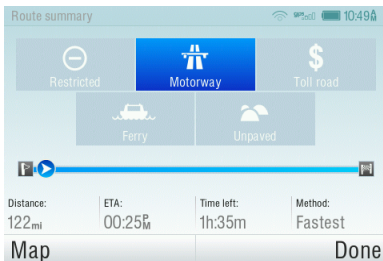 Route summary 10:49AM
Restricted
Motorway
$
Toll road
Ferry
Unpaved
P
Distance:
ETA:
Time left:
Method:
122mi
00:25PM
1h:35m
Fastest
Map
Done